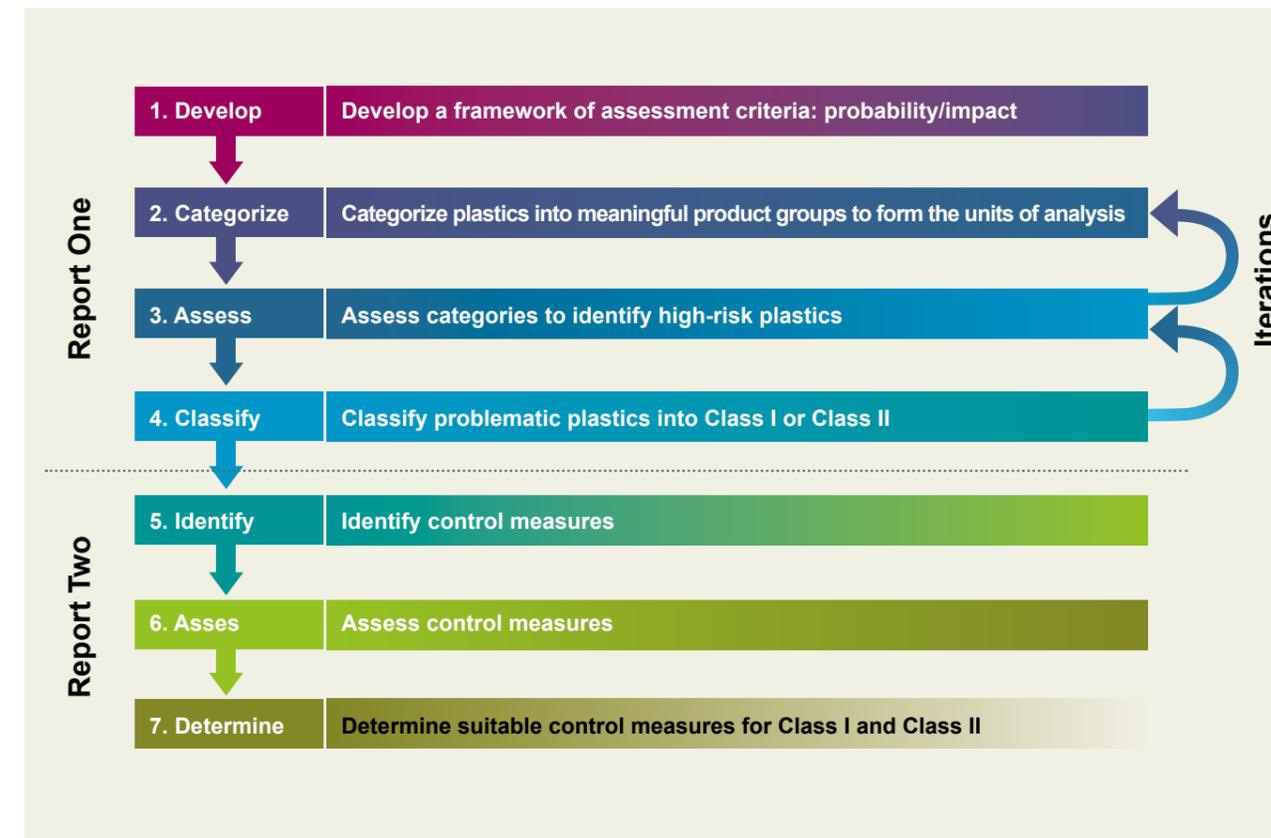 Report One
1. Develop
Develop a framework of assessment criteria: probability/impact
2. Categorize
Categorize plastics into meaningful product groups to form the units of analysis
3. Assess
Assess categories to identify high-risk plastics
4. Classify
Classify problematic plastics into Class I or Class II
Iterations
Report Two
5. Identify
Identify control measures
6. Asses
Assess control measures
7. Determine
Determine suitable control measures for Class I and Class II